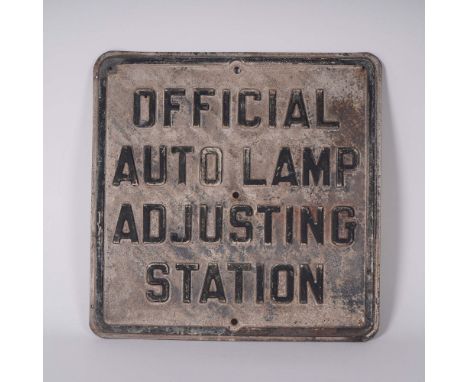 OFFICIAL
AUTO LAMP
ADJUSTING
STATION